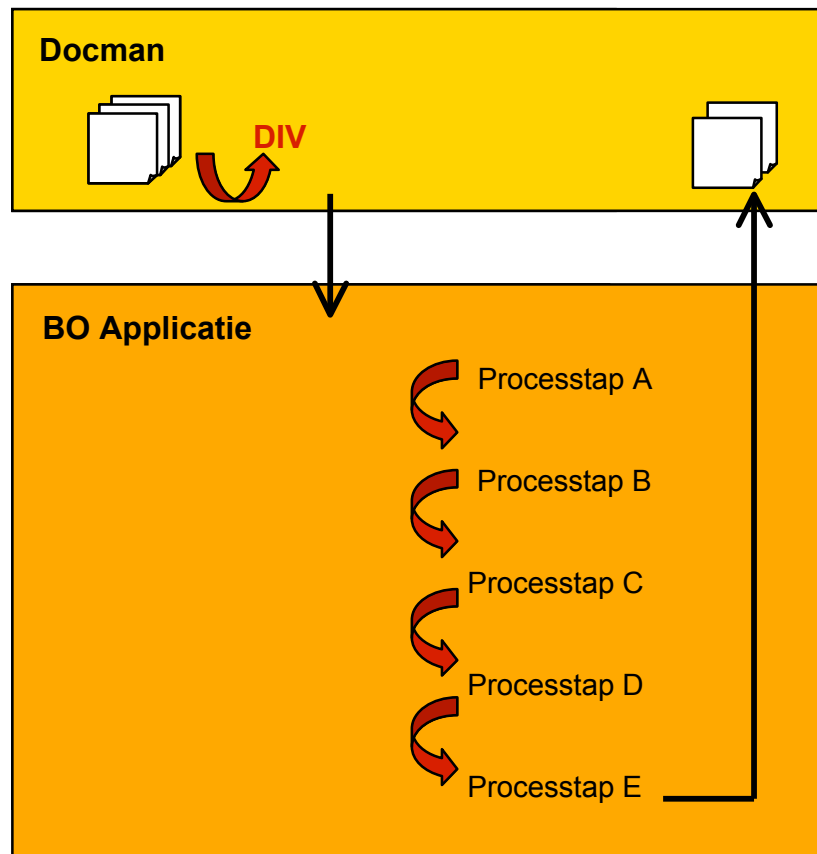 Docman
DIV
BO Applicatie
Processtap A
Processtap B
Processtap C
Processtap D
Processtap E